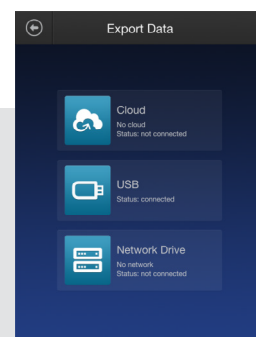 Export Data
Cloud
No cloud
Status: not connected
USB
Status: connected
Network Drive
No network
Status: not connected